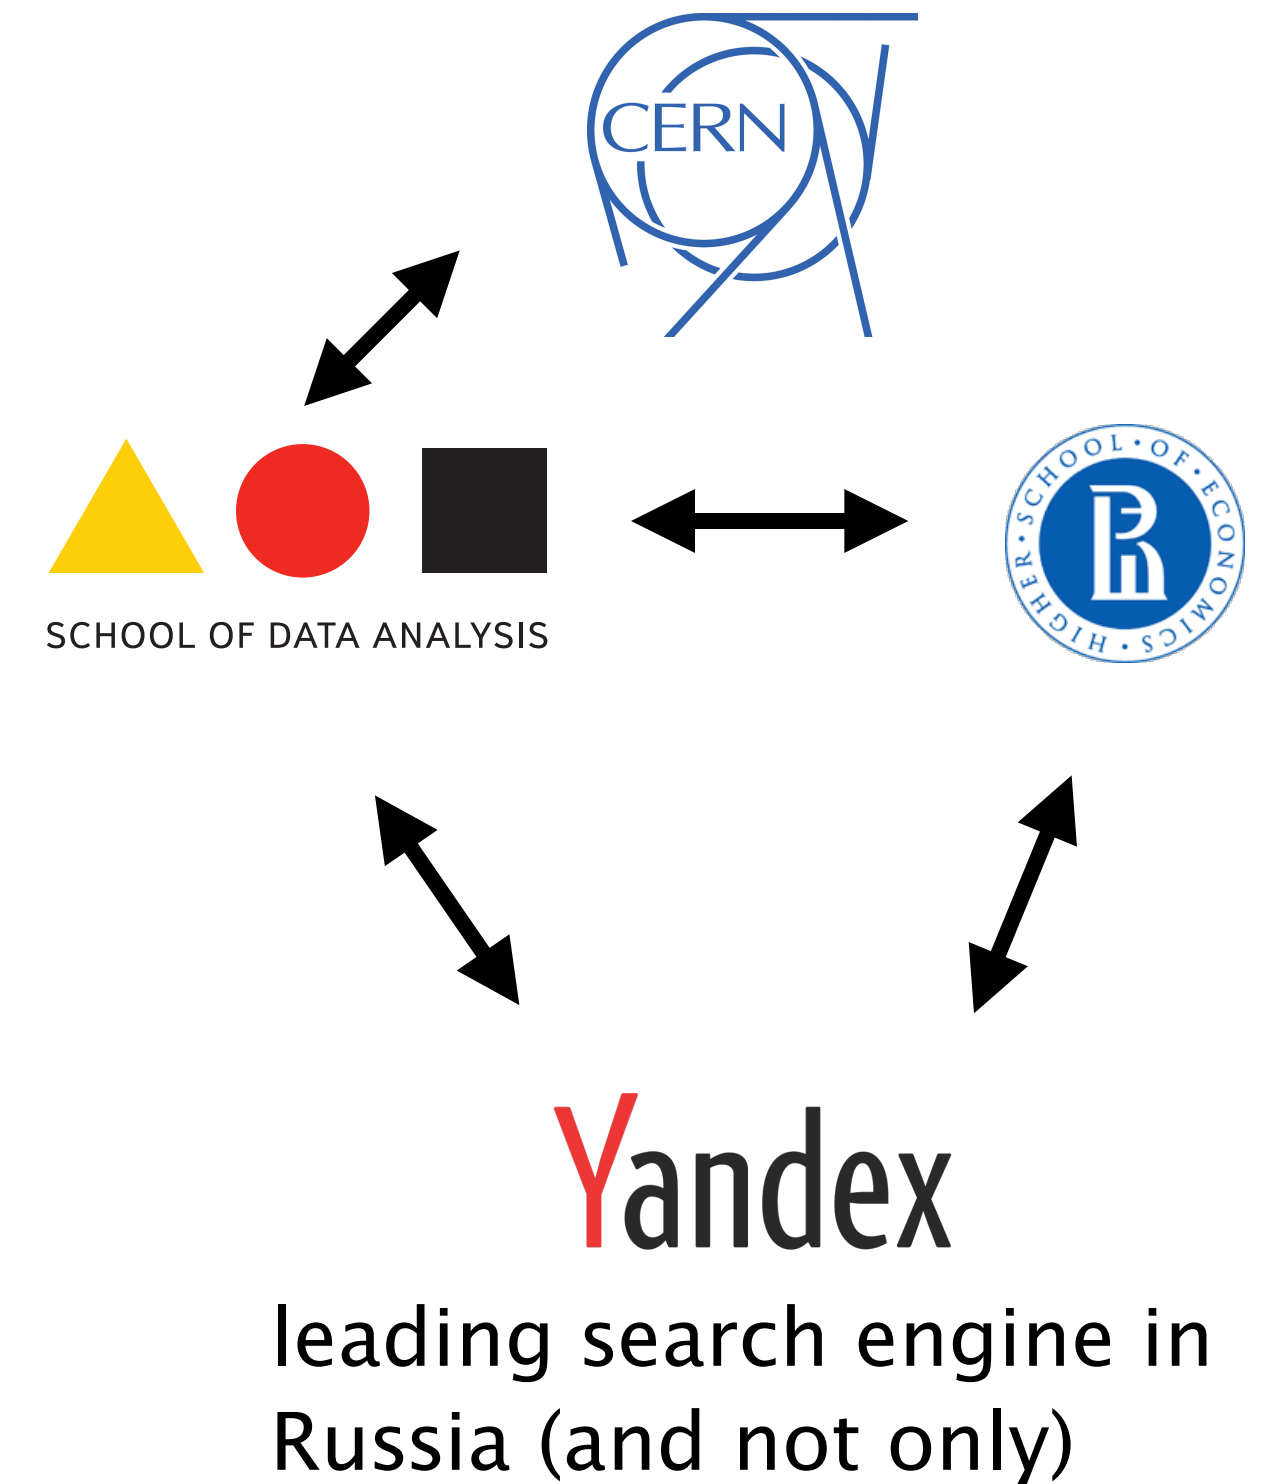 CERN
HIGHER · SCHOOL · OF · ECONOMICS ·
SCHOOL OF DATA ANALYSIS
Yandex
leading search engine in
Russia (and not only)